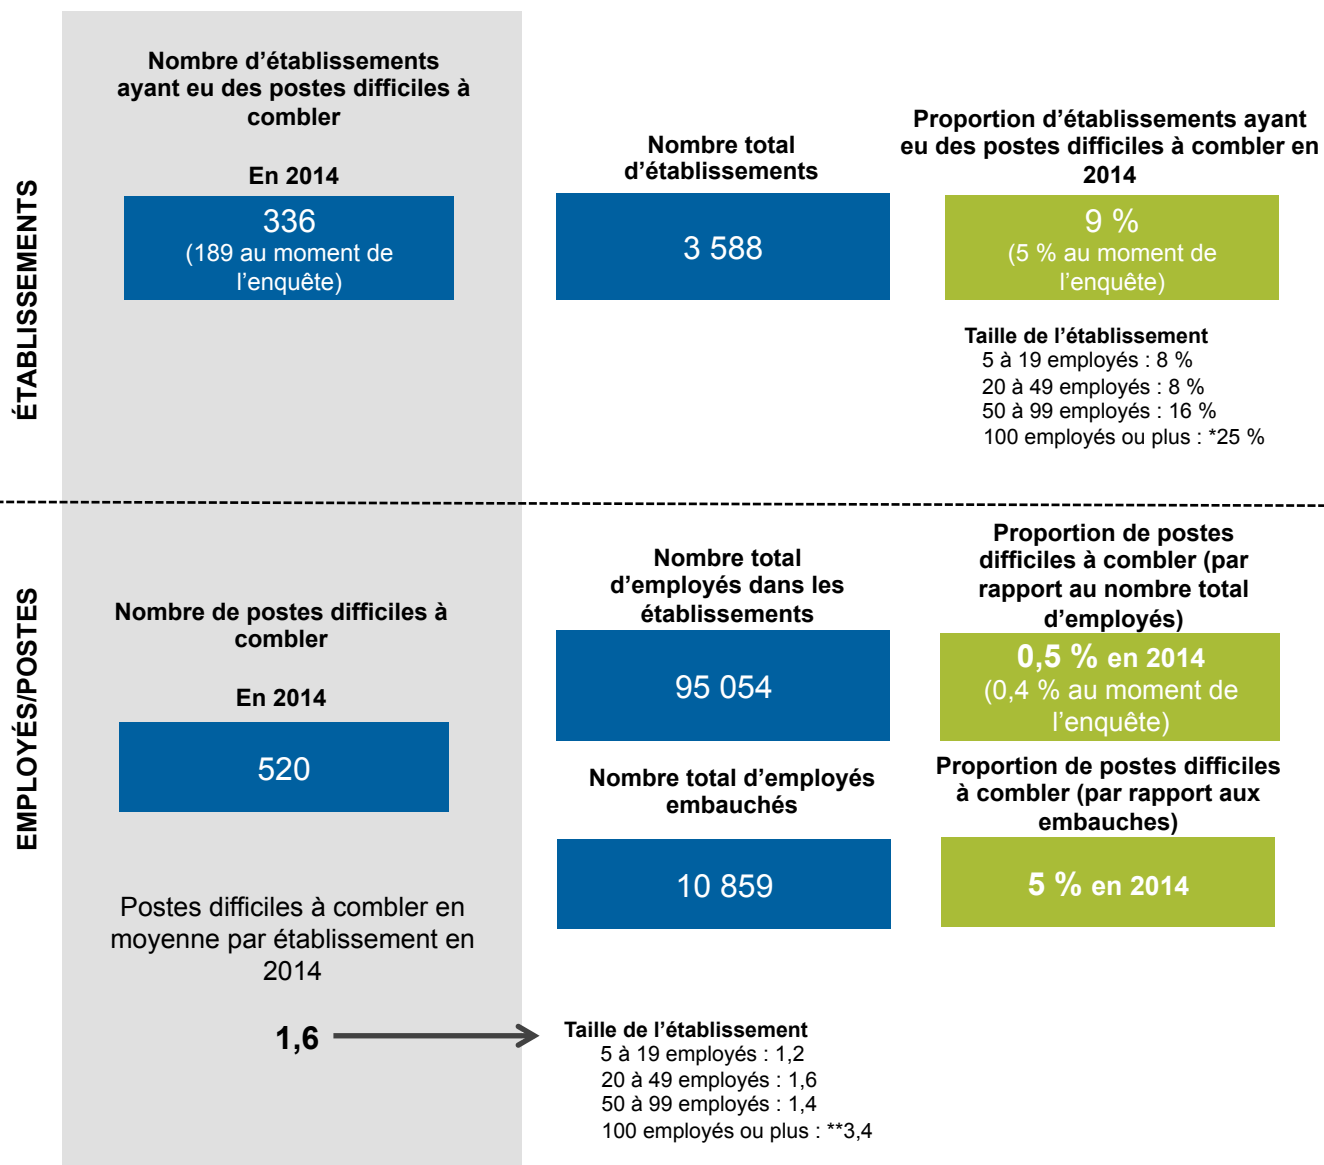 ÉTABLISSEMENTS
Nombre d’établissements
ayant eu des postes difficiles à
combler
En 2014
336
(189 au moment de
l’enquête)
Nombre total
d’établissements
3 588
Proportion d’établissements ayant
eu des postes difficiles à combler en
2014
9 %
(5 % au moment de
l’enquête)
Taille de l’établissement
5 à 19 employés : 8 %
20 à 49 employés : 8 %
50 à 99 employés : 16 %
100 employés ou plus : *25 %
EMPLOYÉS/POSTES
Nombre de postes difficiles à
combler
En 2014
520
Nombre total
d’employés dans les
établissements
95 054
Proportion de postes
difficiles à combler (par
rapport au nombre total
d’employés)
0,5 % en 2014
(0,4 % au moment de
l’enquête)
Nombre total d’employés
embauchés
10 859
Proportion de postes difficiles
à combler (par rapport aux
embauches)
5 % en 2014
Postes difficiles à combler en
moyenne par établissement en
2014
1,6
Taille de l’établissement
5 à 19 employés : 1,2
20 à 49 employés : 1,6
50 à 99 employés : 1,4
100 employés ou plus : **3,4